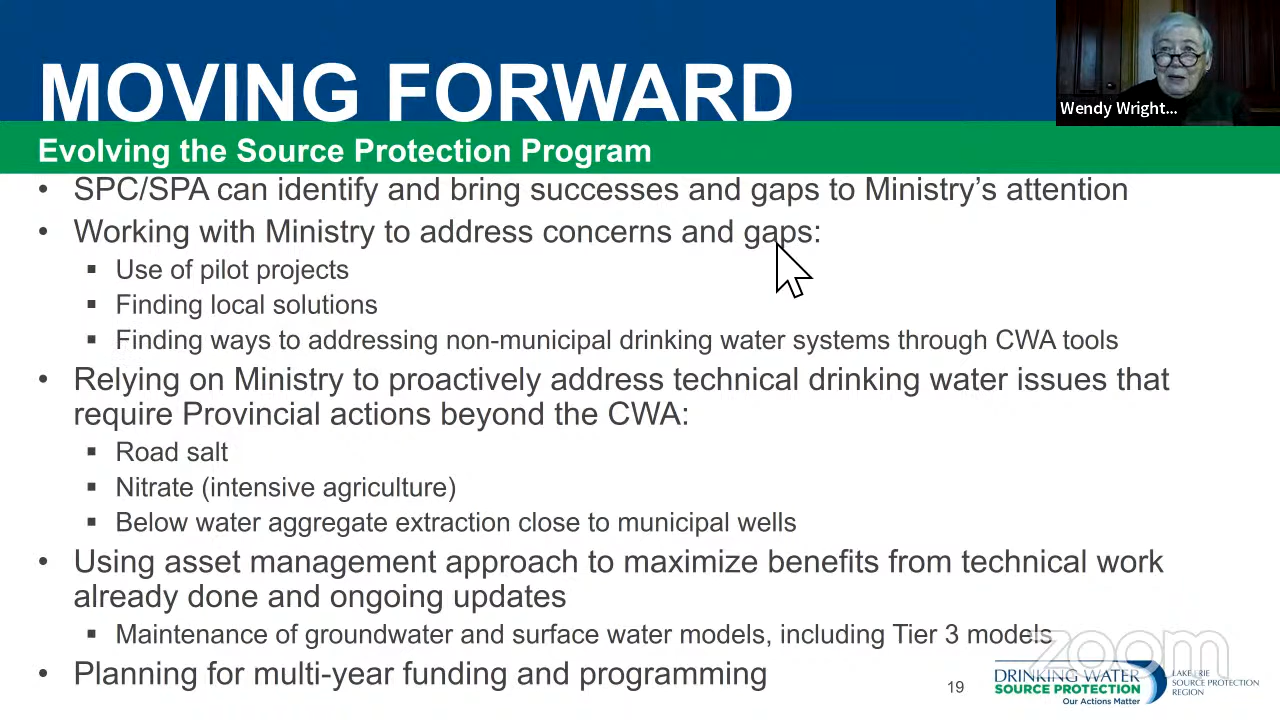 MOVING FORWARD
Wendy Wright...
Evolving the Source Protection Program
• SPC/SPA can identify and bring successes and gaps to Ministry’s attention
• Working with Ministry to address concerns and gaps:
▪ Use of pilot projects
▪ Finding local solutions
▪ Finding ways to addressing non-municipal drinking water systems through CWA tools
• Relying on Ministry to proactively address technical drinking water issues that
require Provincial actions beyond the CWA:
▪ Road salt
▪ Nitrate (intensive agriculture)
▪ Below water aggregate extraction close to municipal wells
• Using asset management approach to maximize benefits from technical work
already done and ongoing updates
▪ Maintenance of groundwater and surface water models, including Tier 3 models
• Planning for multi-year funding and programming
zoom
19
DRINKING WATER
SOURCE PROTECTION
Our Actions Matter
LAKE ERIE
SOURCE PROTECTION
REGION